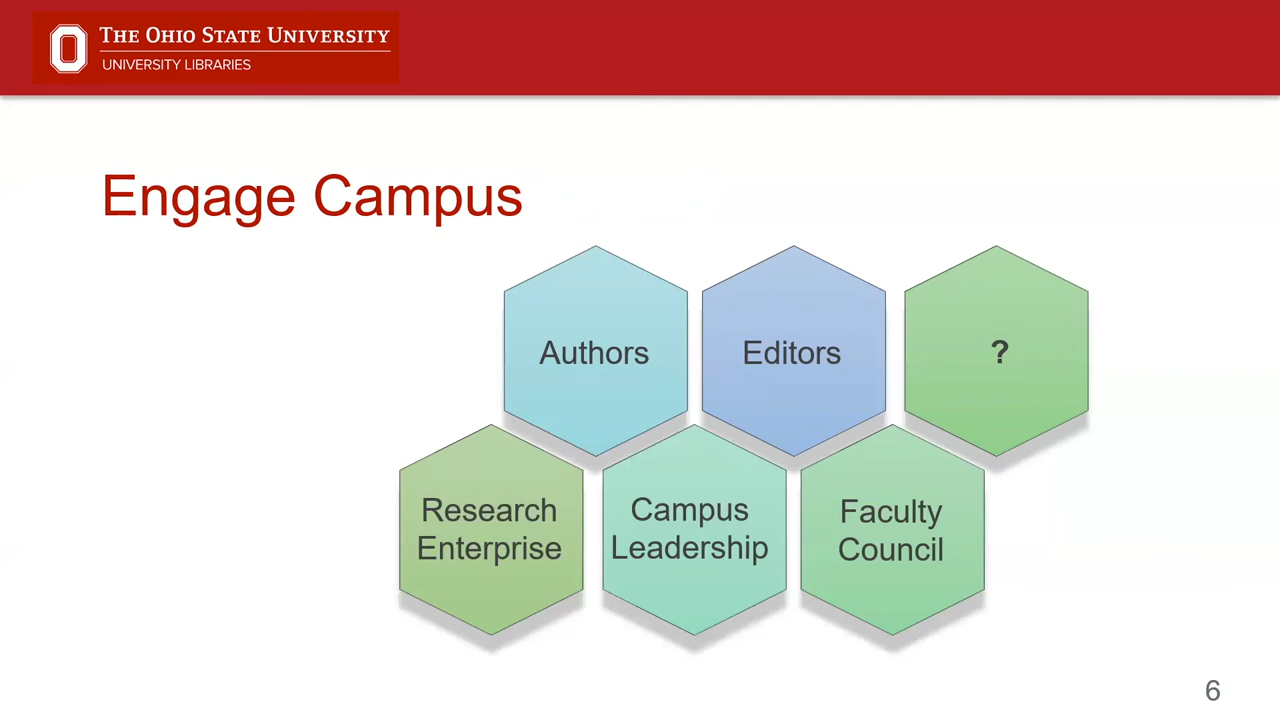 THE OHIO STATE UNIVERSITY
UNIVERSITY LIBRARIES
Engage Campus
Authors
Editors
?
Research
Enterprise
Campus
Leadership
Faculty
Council
6